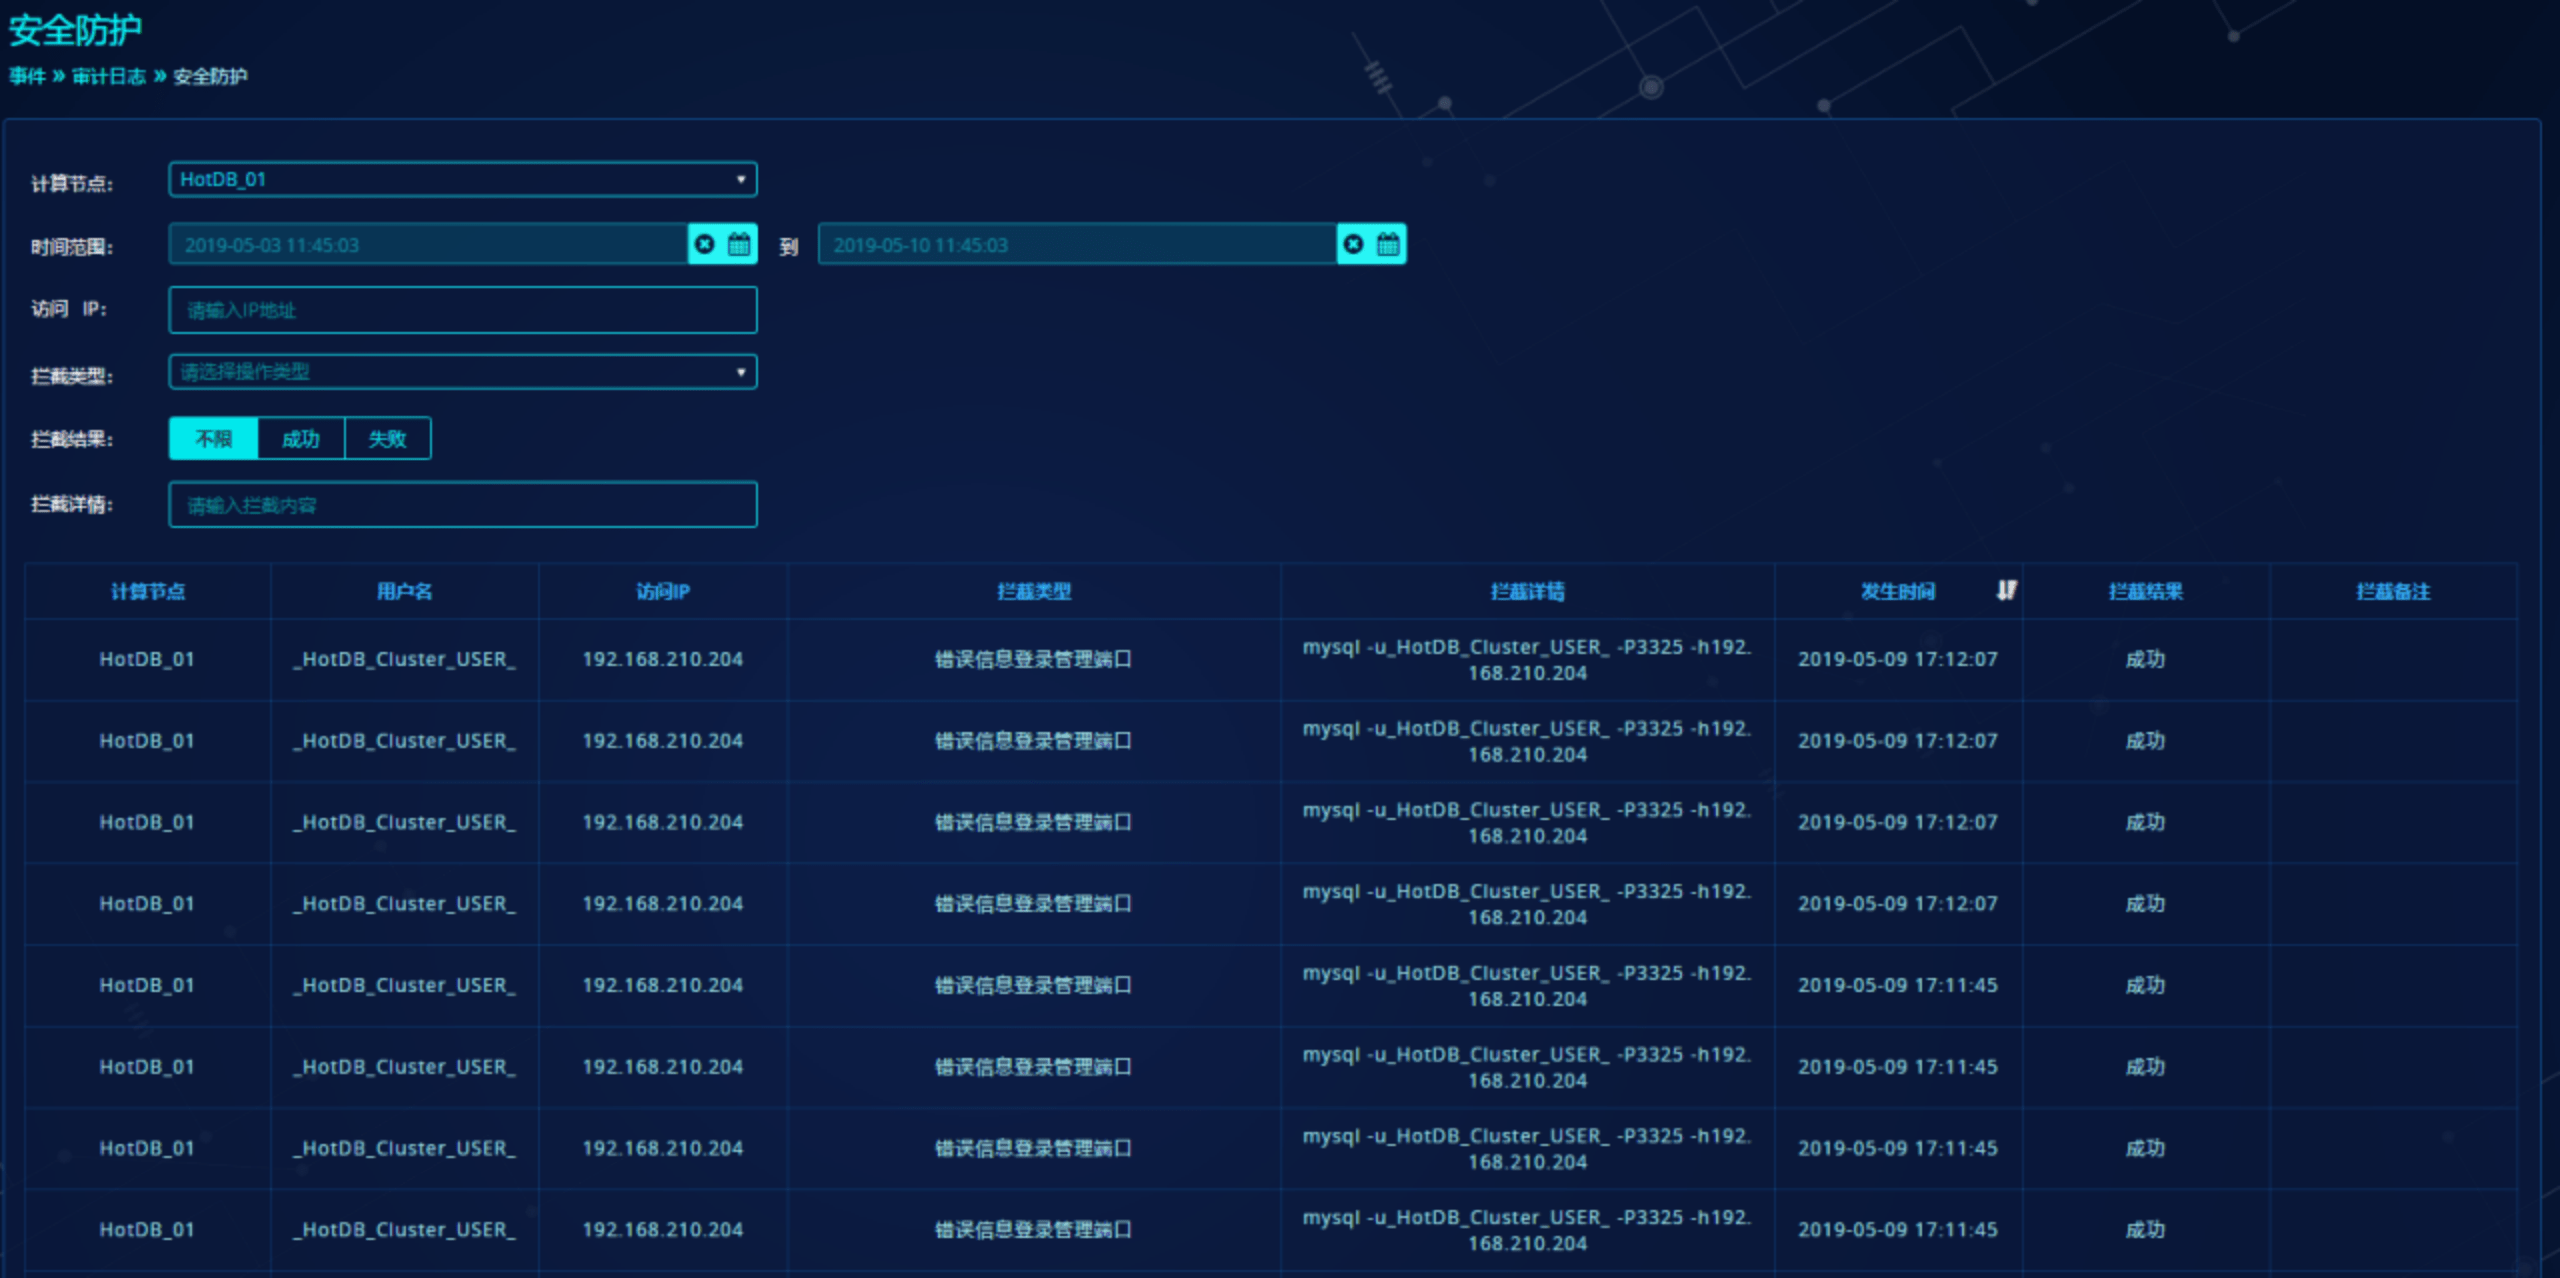 安全防护
事件 » 审计日志 » 安全防护
计算节点: HotDB_01
时间范围: 2019-05-03 11:45:03 到 2019-05-10 11:45:03
访问 IP: 请输入IP地址
拦截类型: 请选择操作类型
拦截结果: 不限 成功 失败
拦截详情: 请输入拦截内容
计算节点 用户名 访问IP 拦截类型 拦截详情 发生时间 拦截结果 拦截备注
HotDB_01 _HotDB_Cluster_USER_ 192.168.210.204 错误信息登录管理端口 mysql -u_HotDB_Cluster_USER_ -P3325 -h192. 2019-05-09 17:12:07 成功
168.210.204
HotDB_01 _HotDB_Cluster_USER_ 192.168.210.204 错误信息登录管理端口 mysql -u_HotDB_Cluster_USER_ -P3325 -h192. 2019-05-09 17:12:07 成功
168.210.204
HotDB_01 _HotDB_Cluster_USER_ 192.168.210.204 错误信息登录管理端口 mysql -u_HotDB_Cluster_USER_ -P3325 -h192. 2019-05-09 17:12:07 成功
168.210.204
HotDB_01 _HotDB_Cluster_USER_ 192.168.210.204 错误信息登录管理端口 mysql -u_HotDB_Cluster_USER_ -P3325 -h192. 2019-05-09 17:12:07 成功
168.210.204
HotDB_01 _HotDB_Cluster_USER_ 192.168.210.204 错误信息登录管理端口 mysql -u_HotDB_Cluster_USER_ -P3325 -h192. 2019-05-09 17:11:45 成功
168.210.204
HotDB_01 _HotDB_Cluster_USER_ 192.168.210.204 错误信息登录管理端口 mysql -u_HotDB_Cluster_USER_ -P3325 -h192. 2019-05-09 17:11:45 成功
168.210.204
HotDB_01 _HotDB_Cluster_USER_ 192.168.210.204 错误信息登录管理端口 mysql -u_HotDB_Cluster_USER_ -P3325 -h192. 2019-05-09 17:11:45 成功
168.210.204
HotDB_01 _HotDB_Cluster_USER_ 192.168.210.204 错误信息登录管理端口 mysql -u_HotDB_Cluster_USER_ -P3325 -h192. 2019-05-09 17:11:45 成功
168.210.204